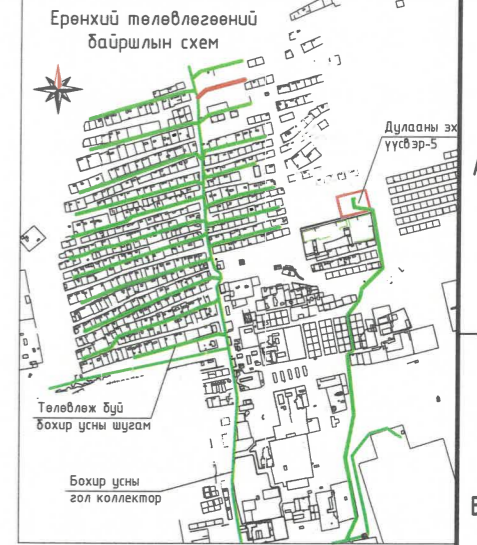 Ерөнхий төлөвлөгөөний
байршлын схем
Дулааны эх
үүсвэр-5
Төлөвлөж буй
бохир усны шугам
Бохир усны
гол коллектор